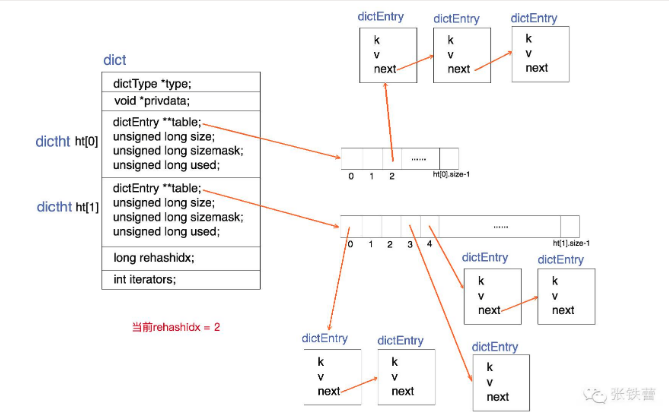 dict
dictType *type;
void *privdata;
dictht ht[0]
dictEntry **table;
unsigned long size;
unsigned long sizemask;
unsigned long used;
dictht ht[1]
dictEntry **table;
unsigned long size;
unsigned long sizemask;
unsigned long used;
long rehashidx;
int iterators;
当前rehashidx = 2
dictEntry
k
v
next
dictEntry
k
v
next
dictEntry
k
v
next
......
0 1 2 ht[0].size-1
......
0 1 2 3 4 ht[1].size-1
dictEntry
k
v
next
dictEntry
k
v
next
dictEntry
k
v
next
dictEntry
k
v
next
dictEntry
k
v
next
张铁蕾